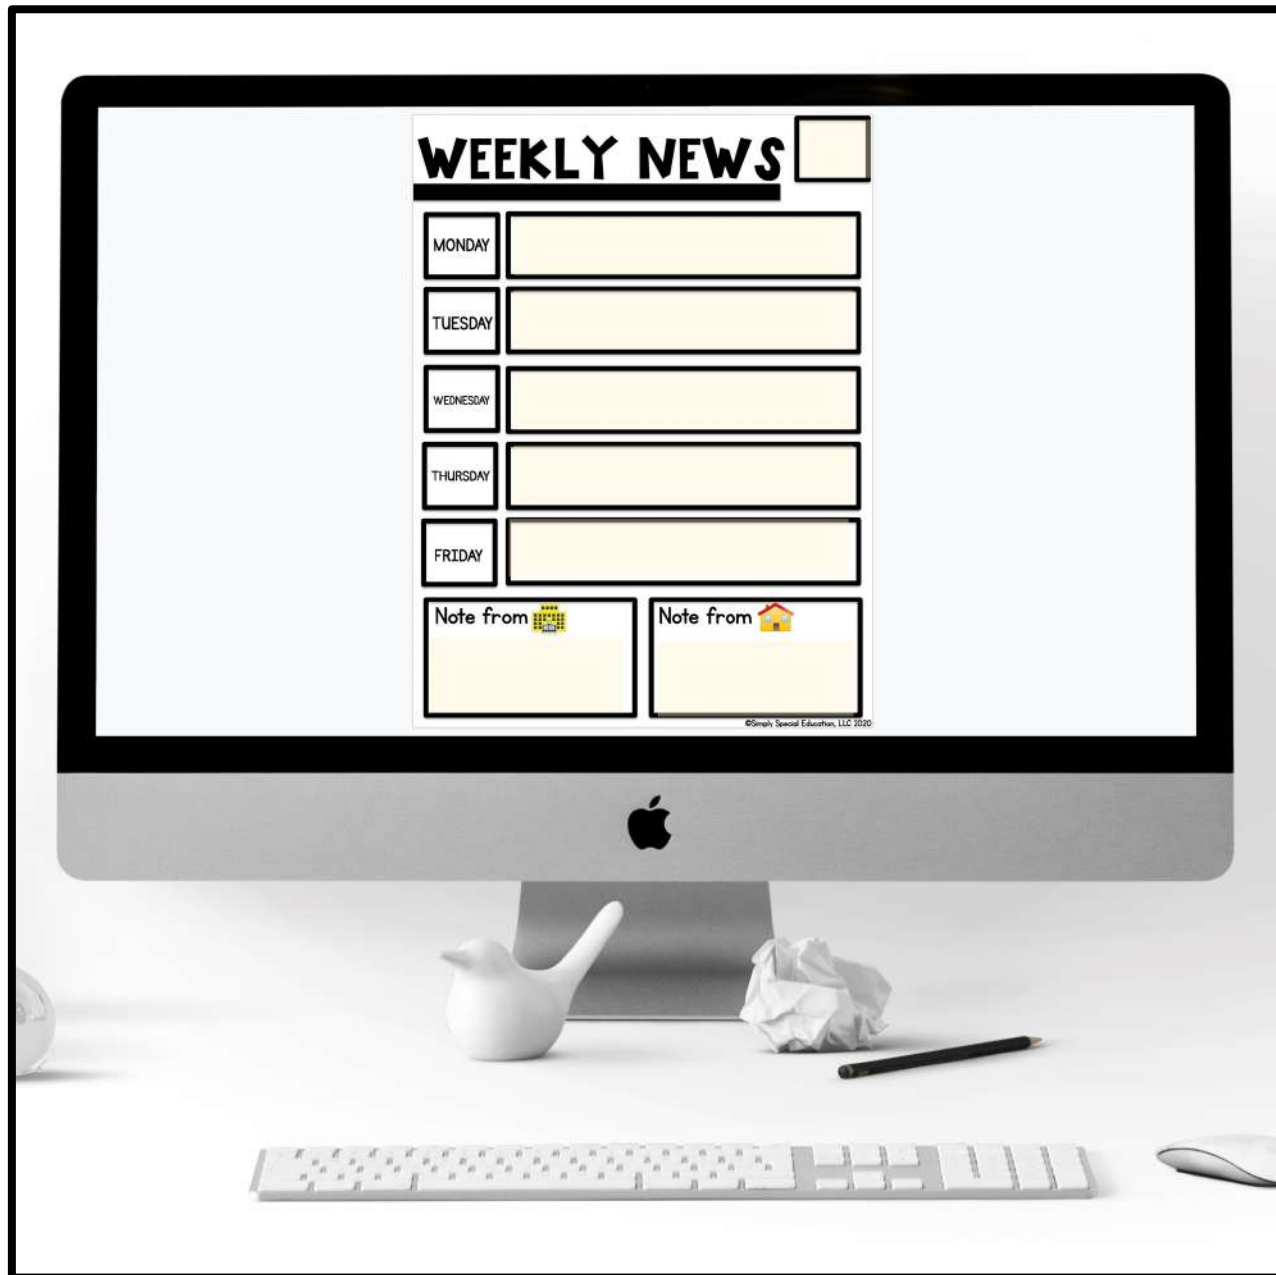 WEEKLY NEWS
MONDAY
TUESDAY
WEDNESDAY
THURSDAY
FRIDAY
Note from
Note from
©Simply Special Education, LLC 2020